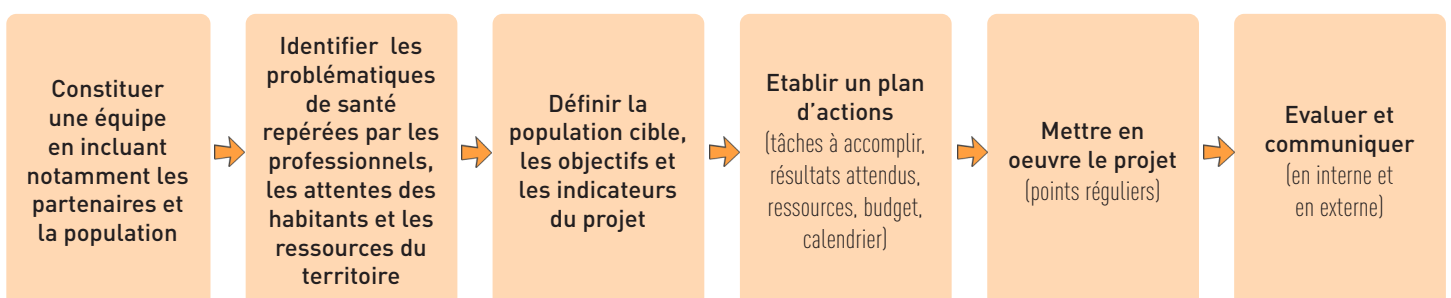 Constituer
une équipe
en incluant
notamment les
partenaires et
la population
Identifier les
problématiques
de santé
repérées par les
professionnels,
les attentes des
habitants et les
ressources du
territoire
Définir la
population cible,
les objectifs et
les indicateurs
du projet
Etablir un plan
d’actions
(tâches à accomplir,
résultats attendus,
ressources, budget,
calendrier)
Mettre en
oeuvre le projet
(points réguliers)
Evaluer et
communiquer
(en interne et
en externe)